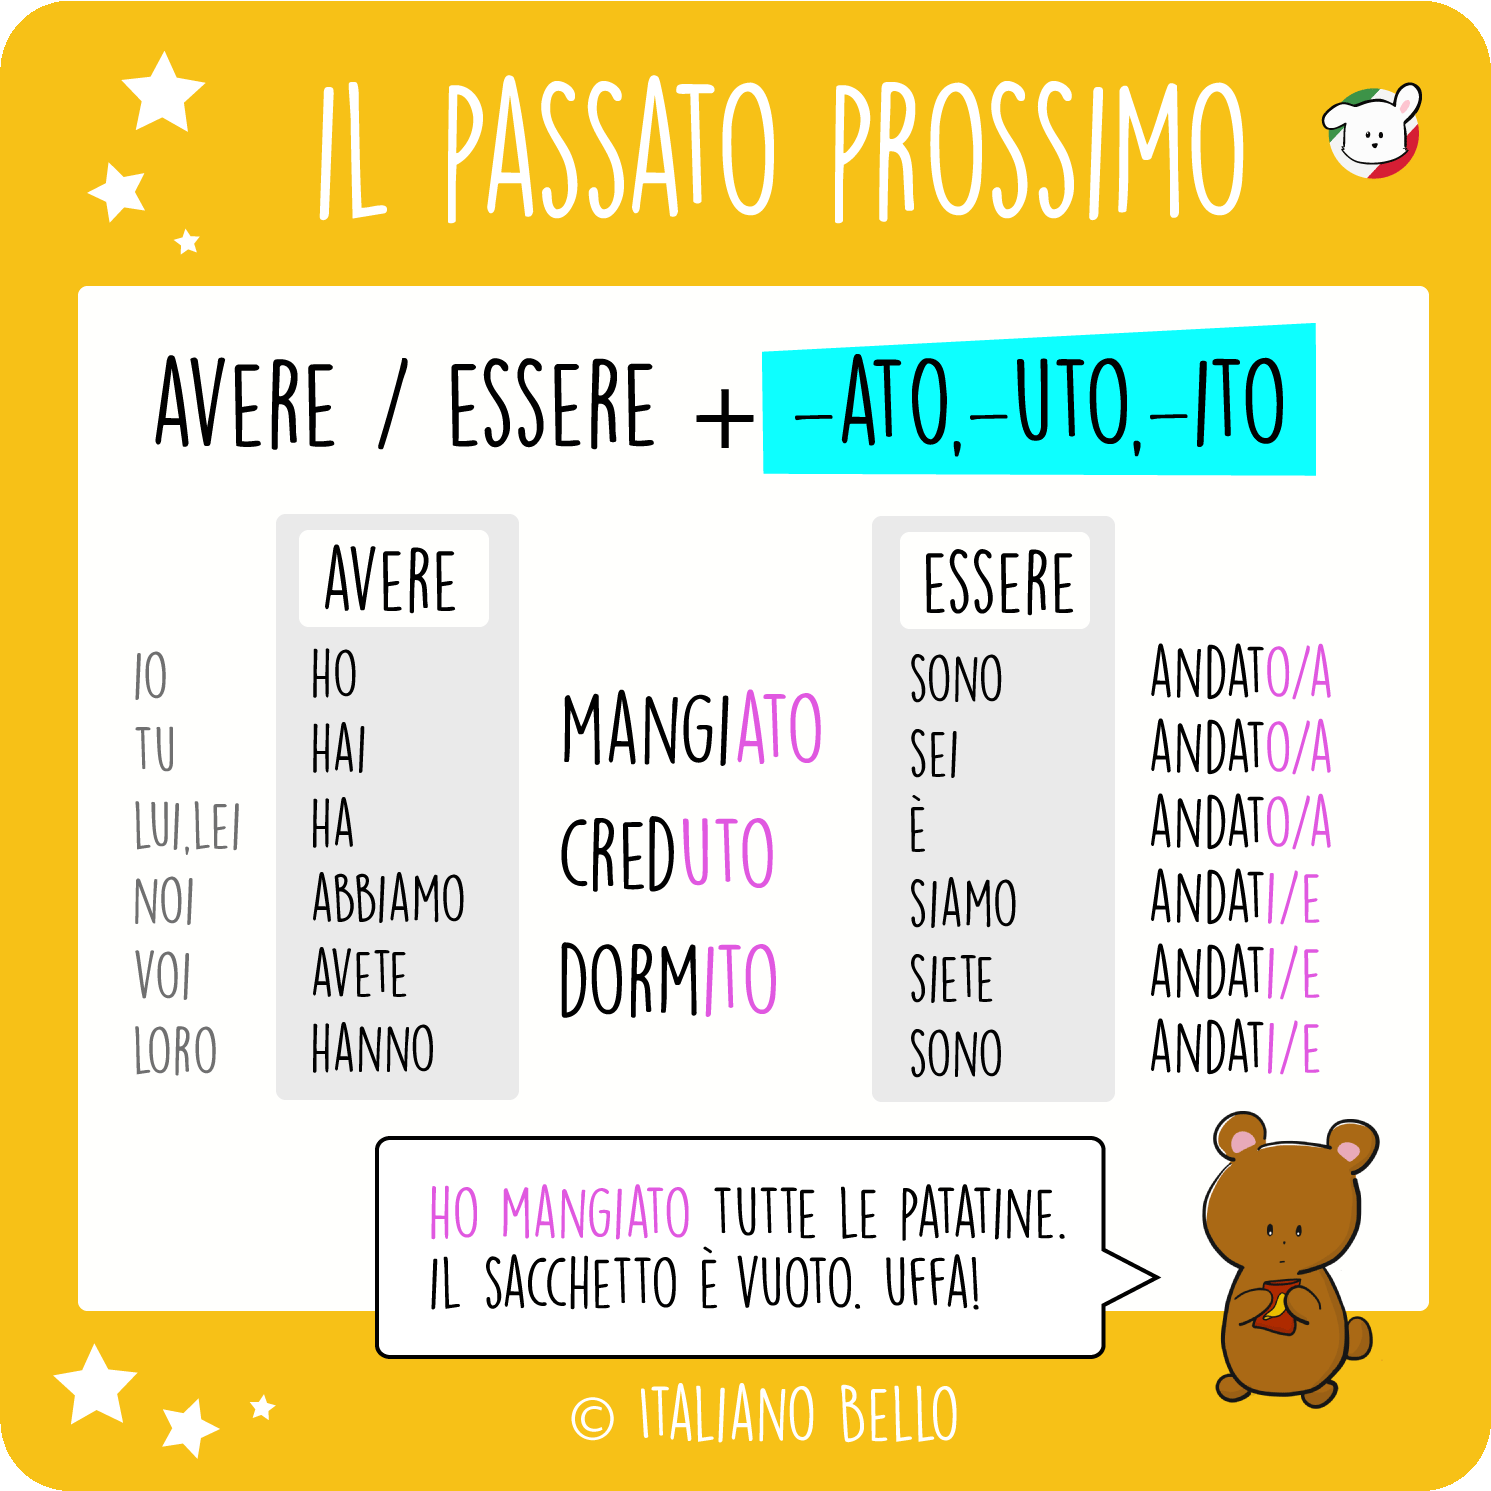 IL PASSATO PROSSIMO
AVERE / ESSERE + –ATO,–UTO,–ITO
AVERE
ESSERE
IO HO SONO ANDATO/A
TU HAI SEI ANDATO/A
LUI,LEI HA È ANDATO/A
NOI ABBIAMO SIAMO ANDATI/E
VOI AVETE SIETE ANDATI/E
LORO HANNO SONO ANDATI/E
MANGIATO
CREDUTO
DORMITO
HO MANGIATO TUTTE LE PATATINE.
IL SACCHETTO È VUOTO. UFFA!
© ITALIANO BELLO